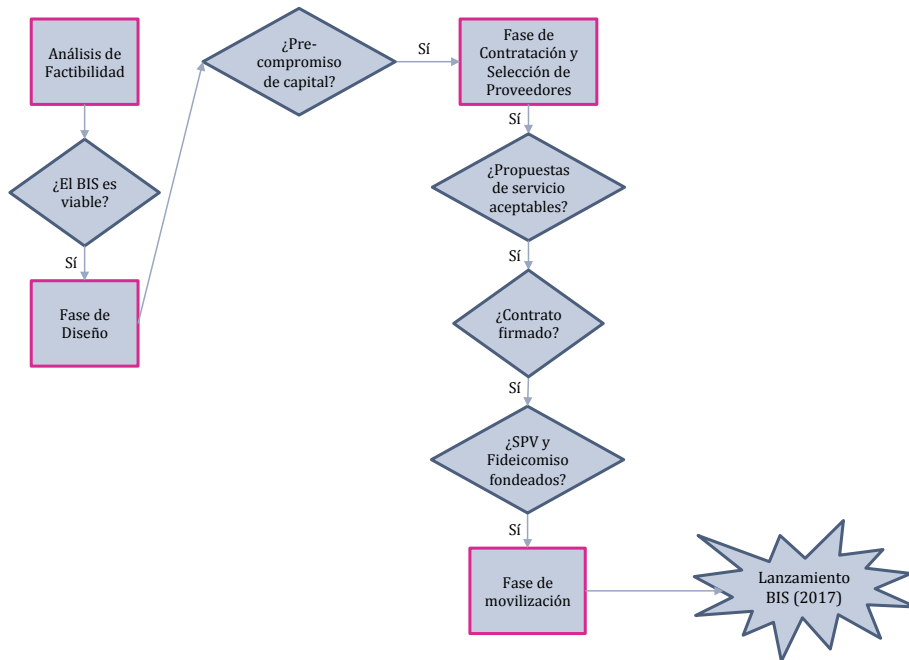 Análisis de
Factibilidad
¿El BIS es
viable?
Sí
Fase de
Diseño
¿Pre-
compromiso
de capital?
Sí
Fase de
Contratación y
Selección de
Proveedores
Sí
¿Propuestas
de servicio
aceptables?
Sí
¿Contrato
firmado?
Sí
¿SPV y
Fideicomiso
fondeados?
Sí
Fase de
movilización
Lanzamiento
BIS (2017)